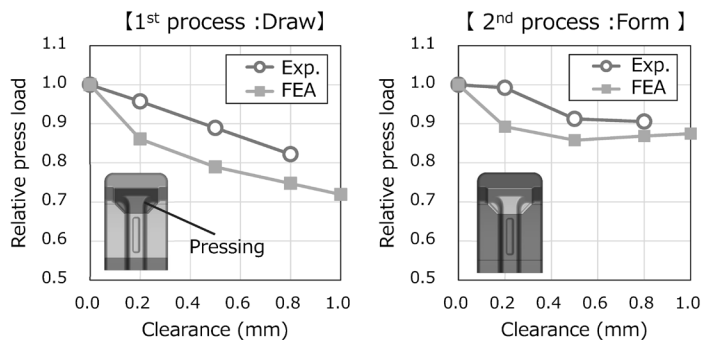 【1st process :Draw】
Relative press load
1.1
1.0
0.9
0.8
0.7
0.6
0.5
Exp.
FEA
Pressing
0.0 0.2 0.4 0.6 0.8 1.0
Clearance (mm)
【 2nd process :Form 】
Relative press load
1.1
1.0
0.9
0.8
0.7
0.6
0.5
Exp.
FEA
0.0 0.2 0.4 0.6 0.8 1.0
Clearance (mm)